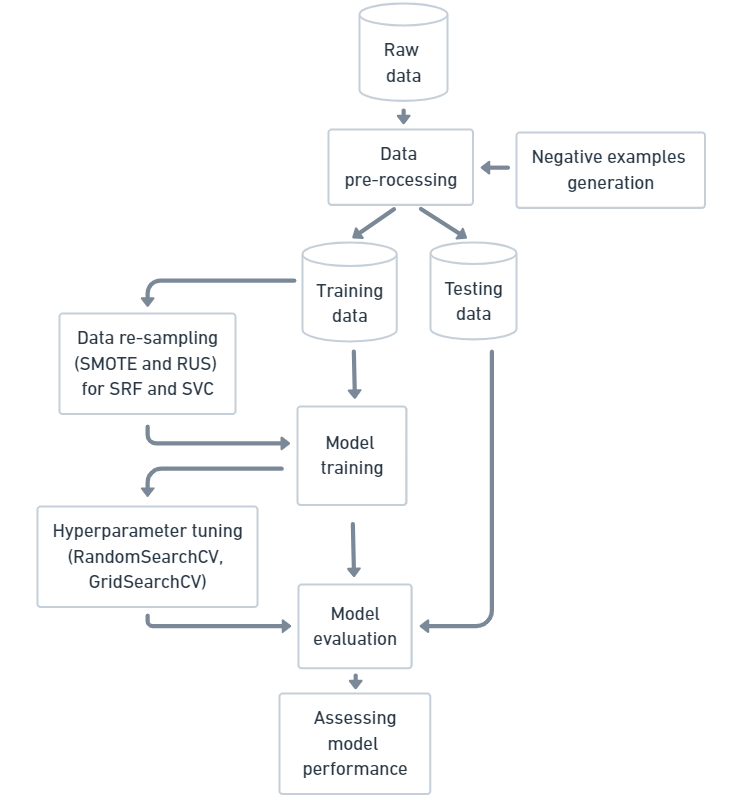 Raw
data
Data
pre-rocessing
Negative examples
generation
Training
data
Testing
data
Data re-sampling
(SMOTE and RUS)
for SRF and SVC
Model
training
Hyperparameter tuning
(RandomSearchCV,
GridSearchCV)
Model
evaluation
Assessing
model
performance